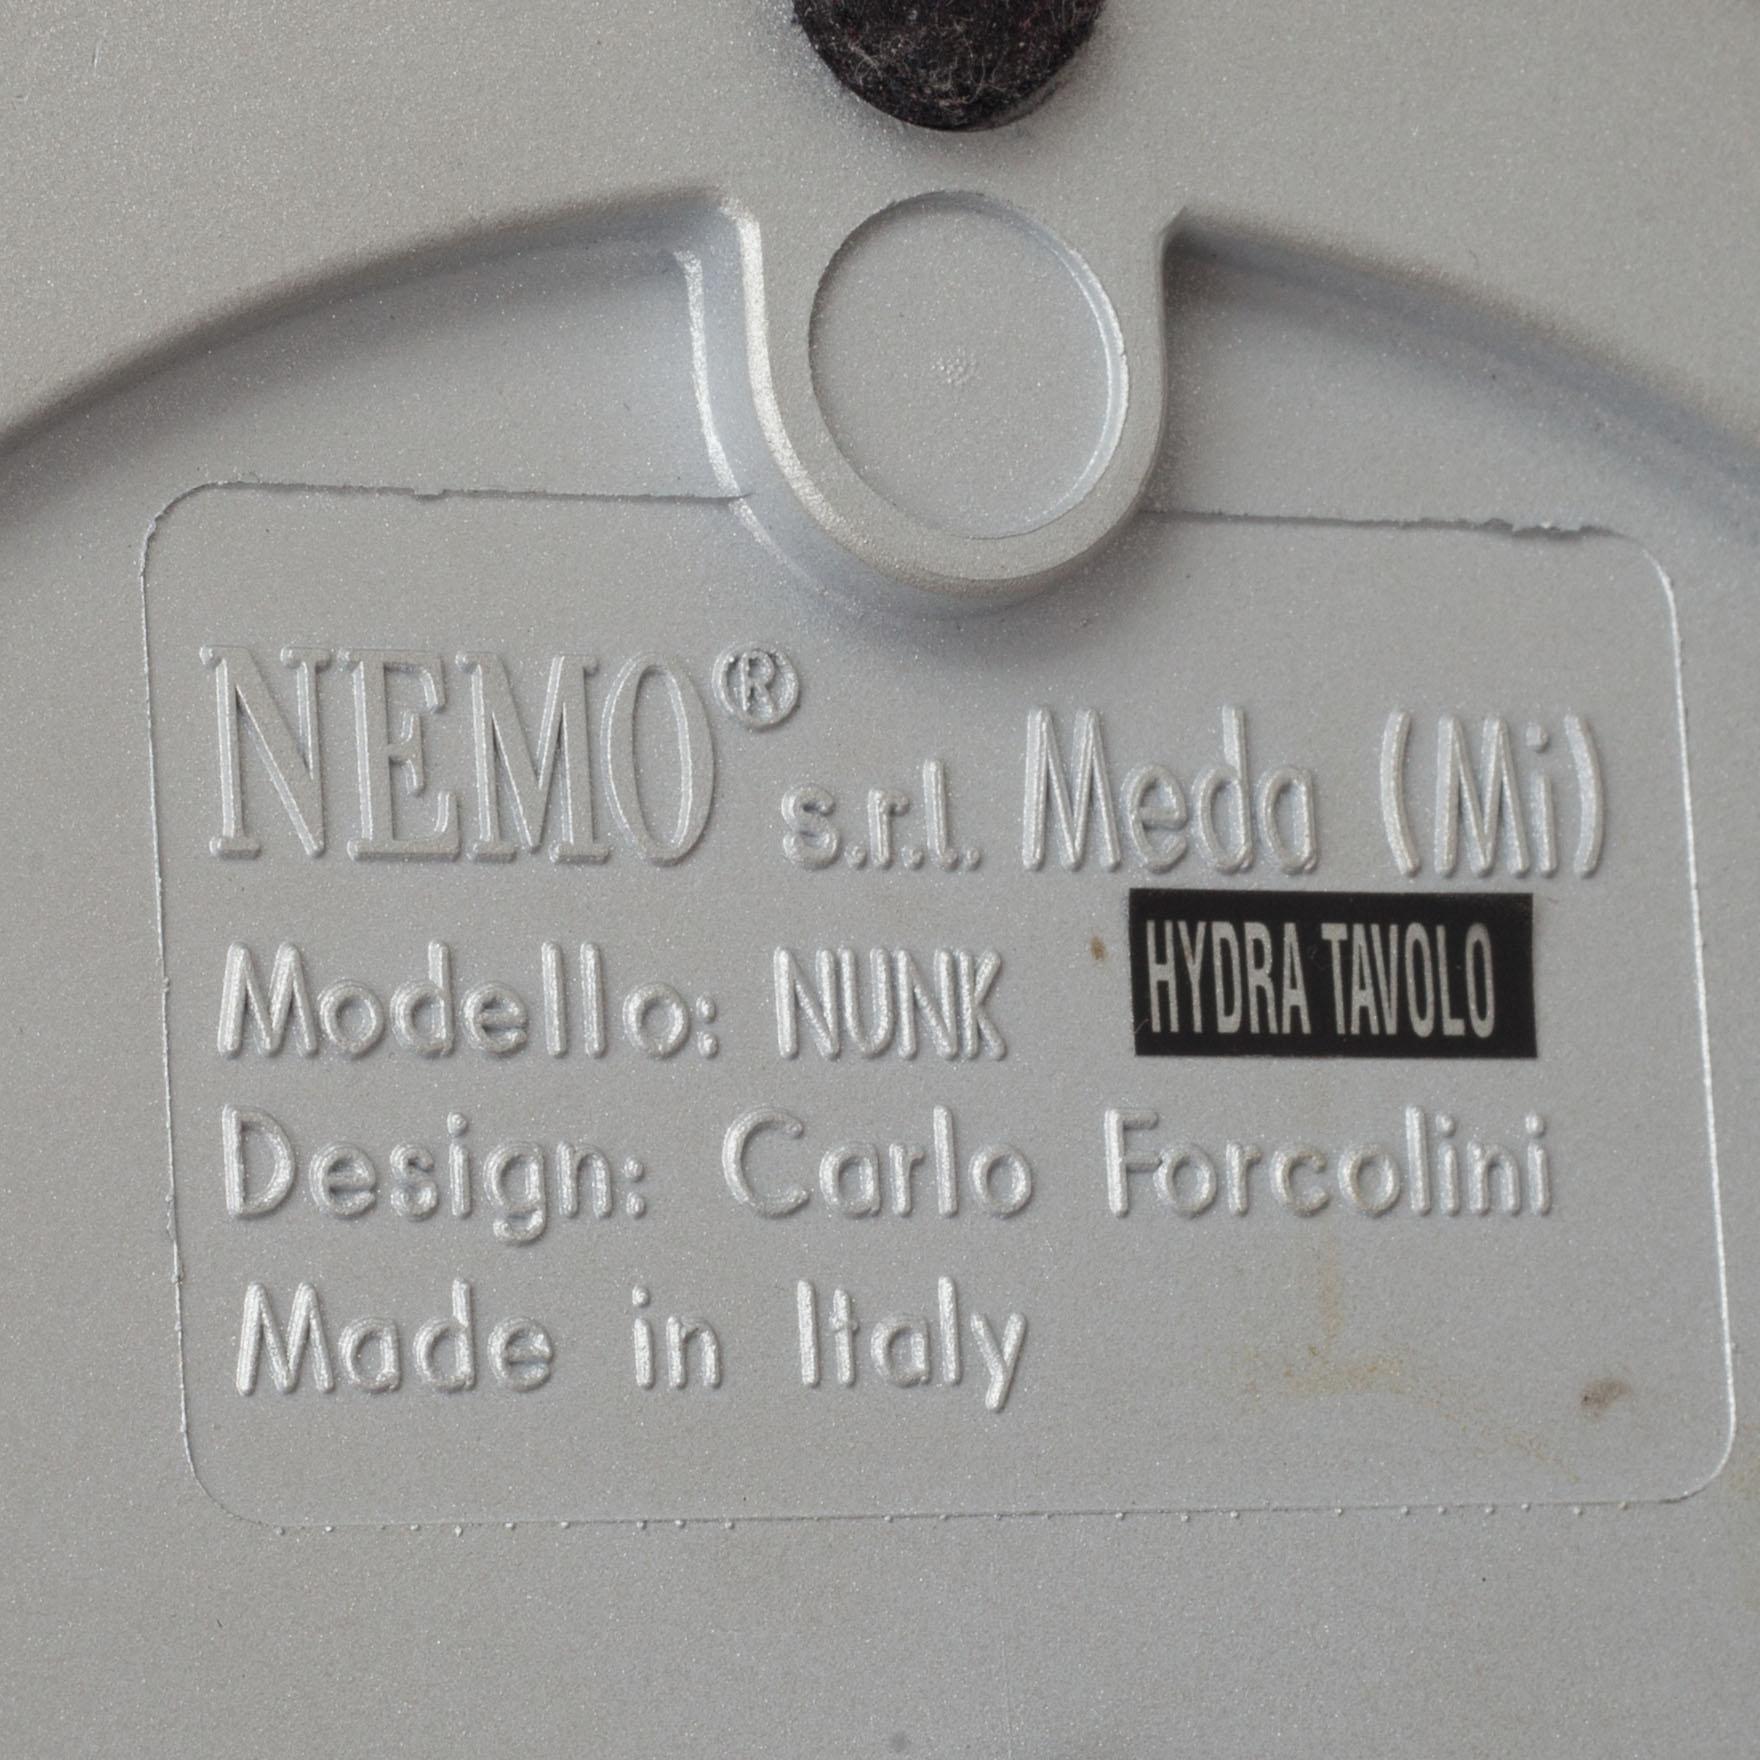 NEMO® s.r.l. Meda (Mi)
Modello: NUNK HYDRA TAVOLO
Design: Carlo Forcolini
Made in Italy